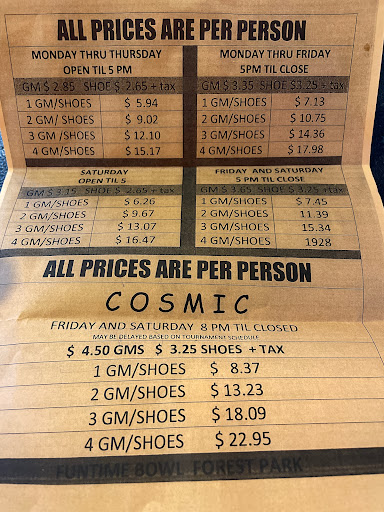 ALL PRICES ARE PER PERSON
MONDAY THRU THURSDAY
OPEN TIL 5 PM
GM $ 2.85 SHOE $ 2.65 + tax
1 GM/SHOES $ 5.94
2 GM/ SHOES $ 9.02
3 GM /SHOES $ 12.10
4 GM/SHOES $ 15.17
MONDAY THRU FRIDAY
5PM TIL CLOSE
GM $ 3.35 SHOE $3.25 + tax
1 GM/SHOES $ 7.13
2 GM/SHOES $ 10.75
3 GM/SHOES $ 14.36
4 GM/SHOES $ 17.98
SATURDAY
OPEN TIL 5
GM $ 3.15 SHOE $ 2.65 + tax
1 GM/SHOES $ 6.26
2 GM/SHOES $ 9.67
3 GM/SHOES $ 13.07
4 GM/SHOES $ 16.47
FRIDAY AND SATURDAY
5 PM TIL CLOSE
GM $ 3.65 SHOE $ 3.25 + tax
1 GM/SHOES $ 7.45
2 GM/SHOES 11.39
3 GM/SHOES 15.34
4 GM/SHOES 1928
ALL PRICES ARE PER PERSON
COSMIC
FRIDAY AND SATURDAY 8 PM TIL CLOSED
MAY BE DELAYED BASED ON TOURNAMENT SCHEDULE
$ 4.50 GMS $ 3.25 SHOES + TAX
1 GM/SHOES $ 8.37
2 GM/SHOES $ 13.23
3 GM/SHOES $ 18.09
4 GM/SHOES $ 22.95
FUNTIME BOWL FOREST PARK